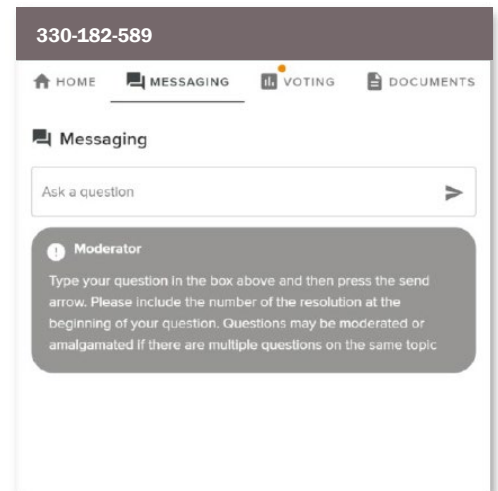 330-182-589
HOME MESSAGING VOTING DOCUMENTS
Messaging
Ask a question
Moderator
Type your question in the box above and then press the send
arrow. Please include the number of the resolution at the
beginning of your question. Questions may be moderated or
amalgamated if there are multiple questions on the same topic